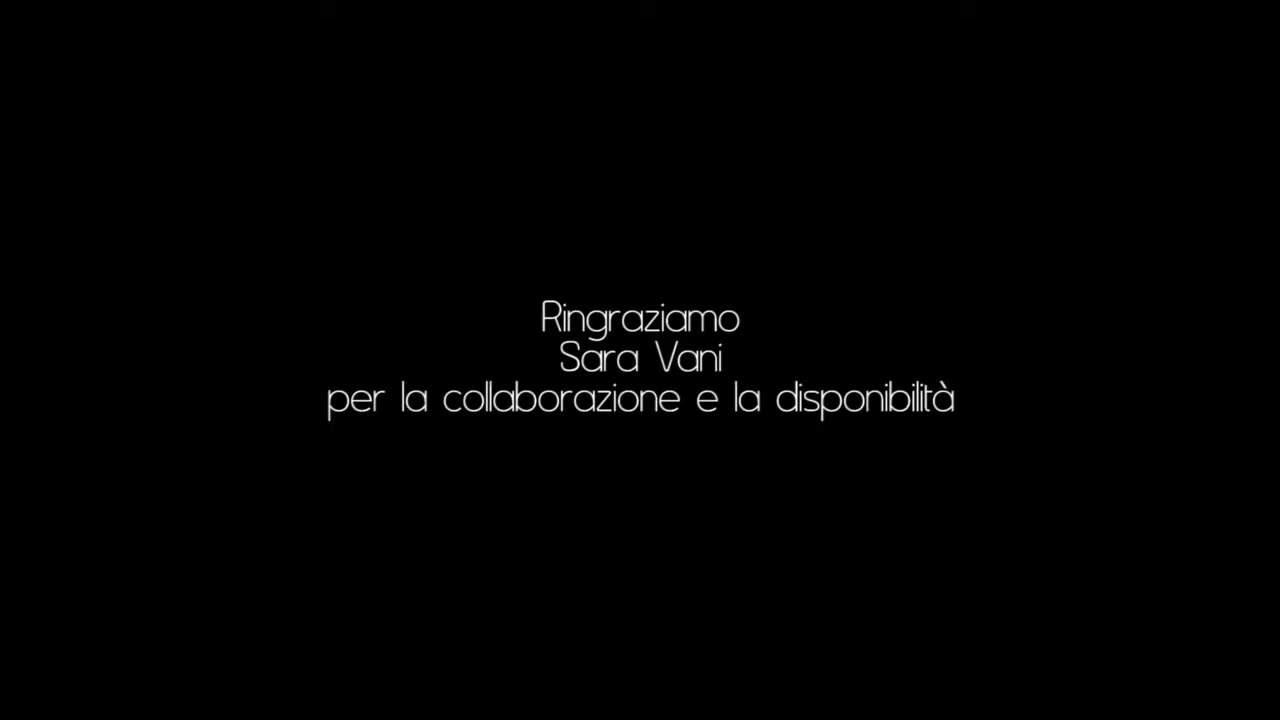 Ringraziamo
Sara Vani
per la collaborazione e la disponibilità